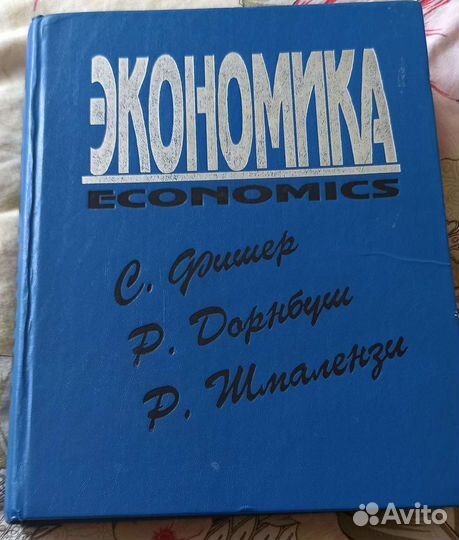 ЭКОНОМИКА
ECONOMICS
С. Фишер
Р. Дорнбуш
Р. Шмалензи
Avito